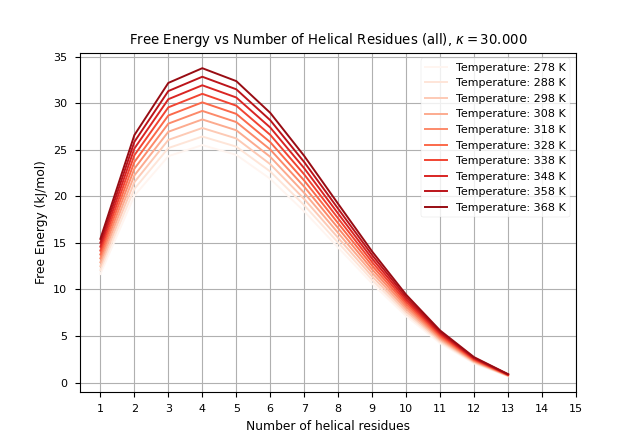 Free Energy vs Number of Helical Residues (all), κ = 30.000
Free Energy (kJ/mol)
35
30
25
20
15
10
5
0
Temperature: 278 K
Temperature: 288 K
Temperature: 298 K
Temperature: 308 K
Temperature: 318 K
Temperature: 328 K
Temperature: 338 K
Temperature: 348 K
Temperature: 358 K
Temperature: 368 K
1 2 3 4 5 6 7 8 9 10 11 12 13 14 15
Number of helical residues